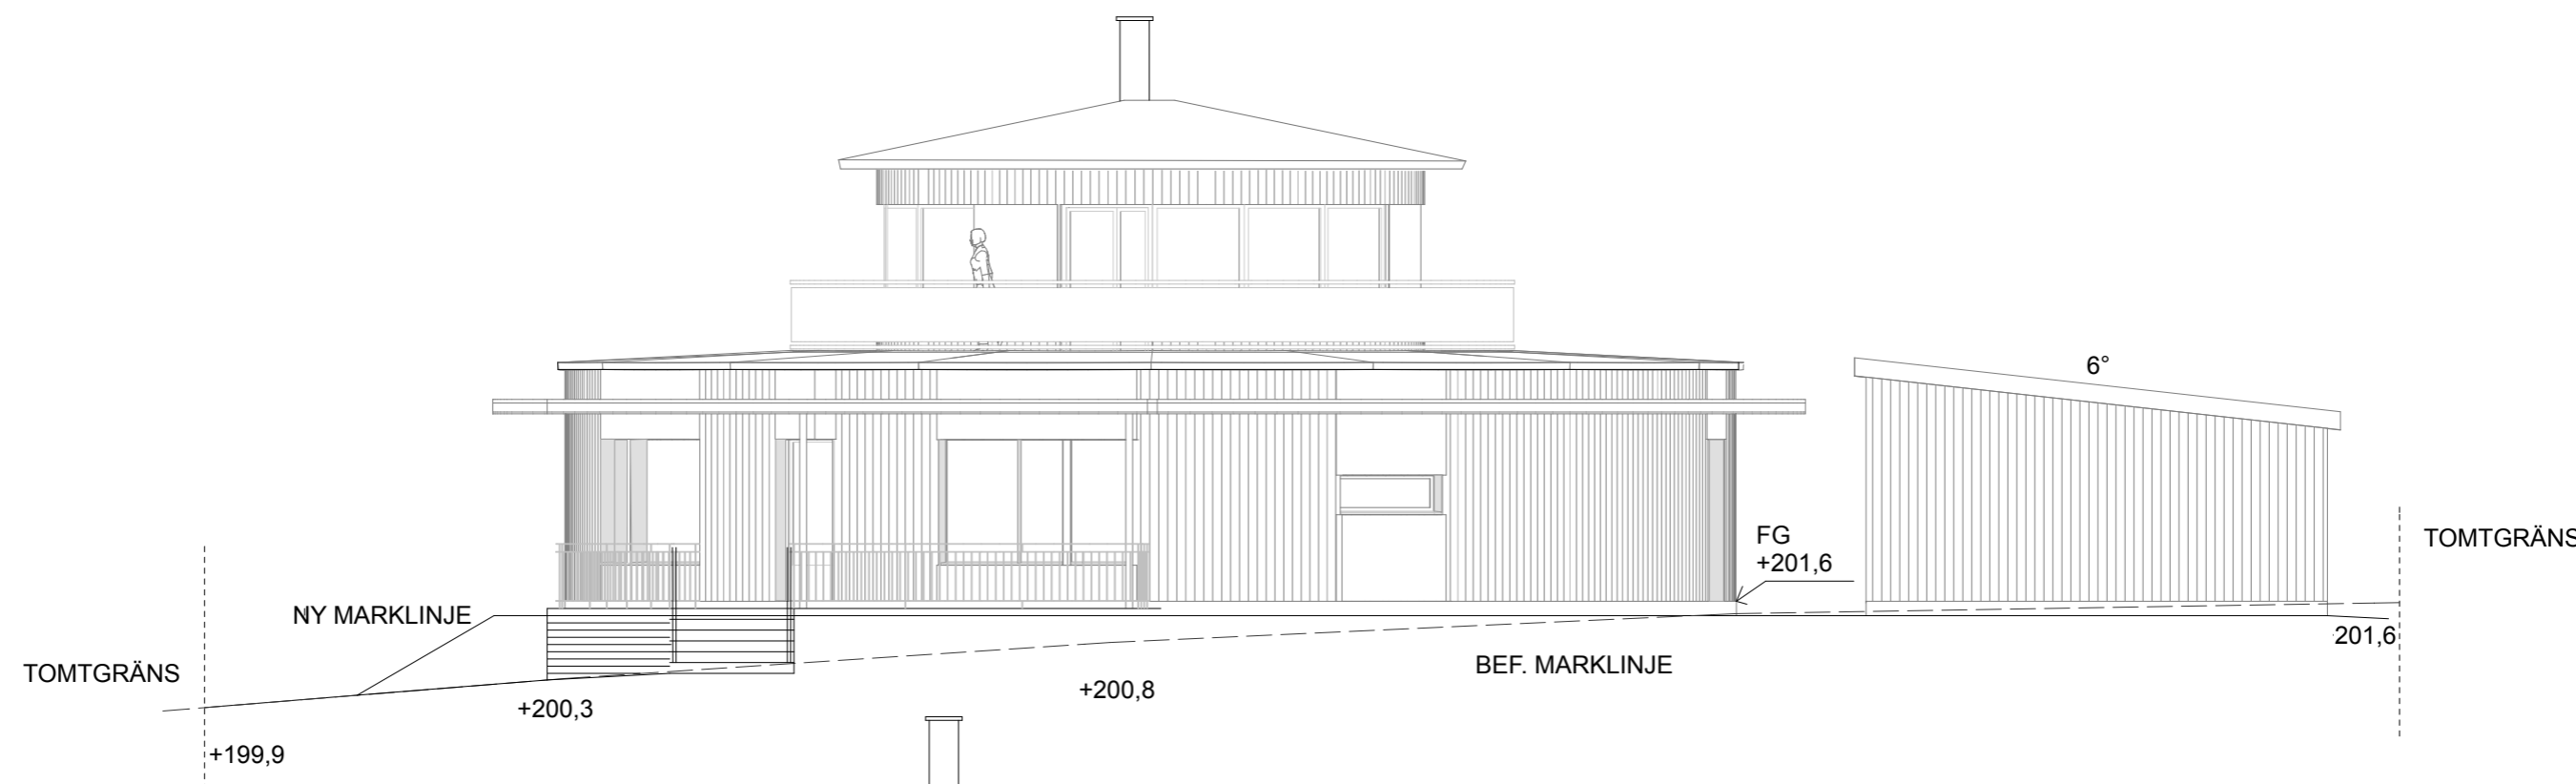 6°
FG
+201,6
TOMTGRÄNS
NY MARKLINJE
201,6
TOMTGRÄNS
BEF. MARKLINJE
+200,8
+200,3
+199,9